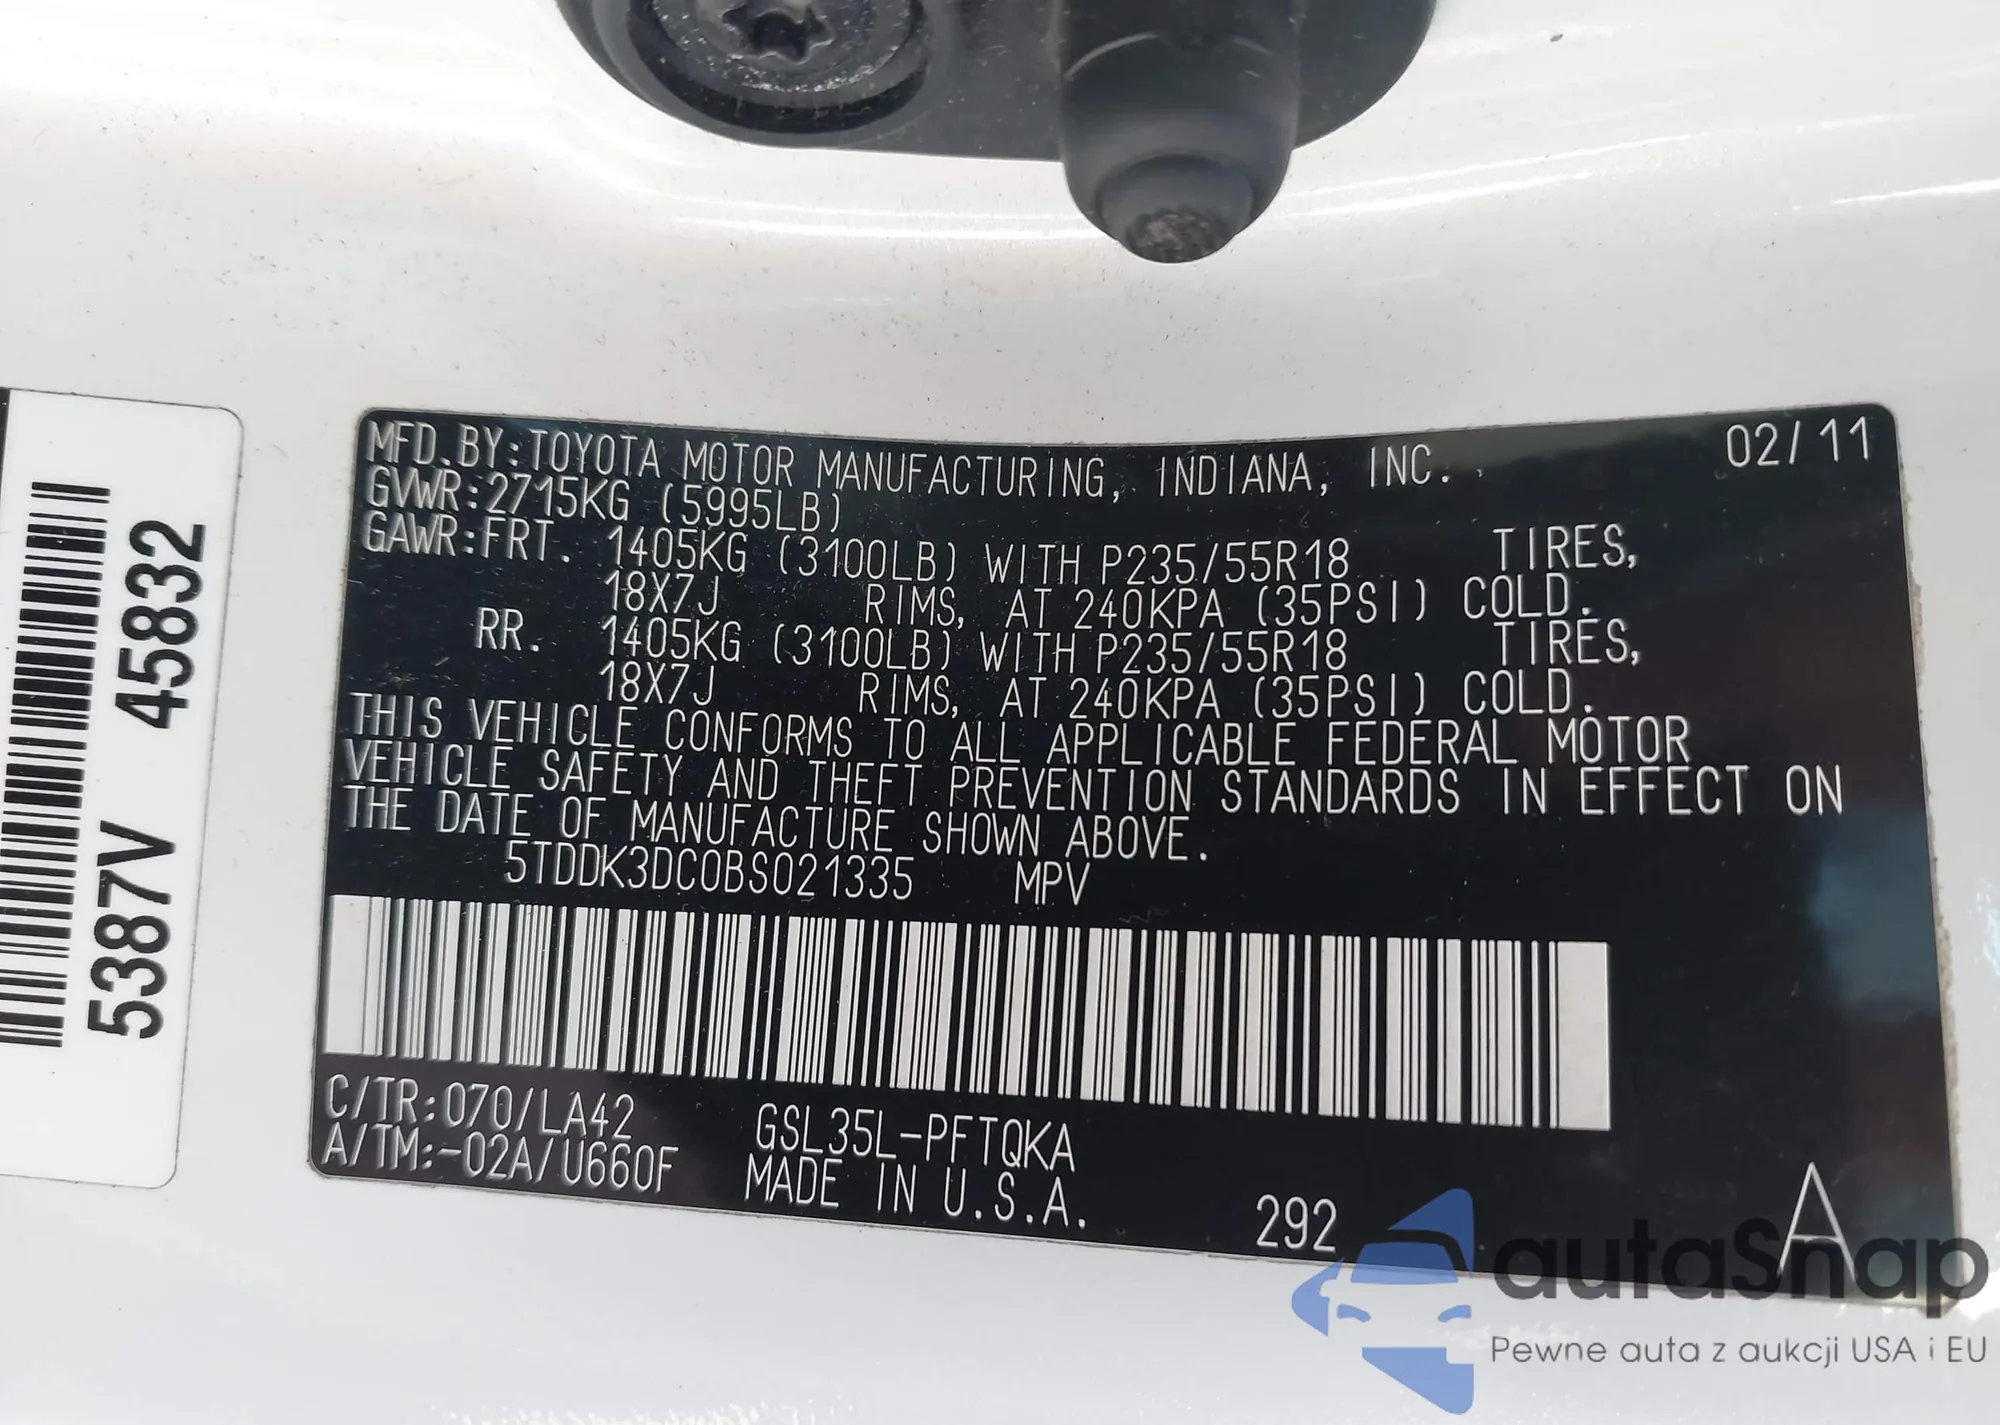 MFD.BY:TOYOTA MOTOR MANUFACTURING, INDIANA, INC. 02/11
GVWR:2715KG (5995LB)
GAWR:FRT. 1405KG (3100LB) WITH P235/55R18 TIRES,
18X7J RIMS, AT 240KPA (35PSI) COLD.
RR. 1405KG (3100LB) WITH P235/55R18 TIRES,
18X7J RIMS, AT 240KPA (35PSI) COLD.
THIS VEHICLE CONFORMS TO ALL APPLICABLE FEDERAL MOTOR
VEHICLE SAFETY AND THEFT PREVENTION STANDARDS IN EFFECT ON
THE DATE OF MANUFACTURE SHOWN ABOVE.
5TDDK3DC0BS021335 MPV
C/TR:070/LA42 GSL35L-PFTQKA
A/TM:-02A/U660F MADE IN U.S.A. 292 A
5387V 45832
autoSnap
Pewne auta z aukcji USA i EU